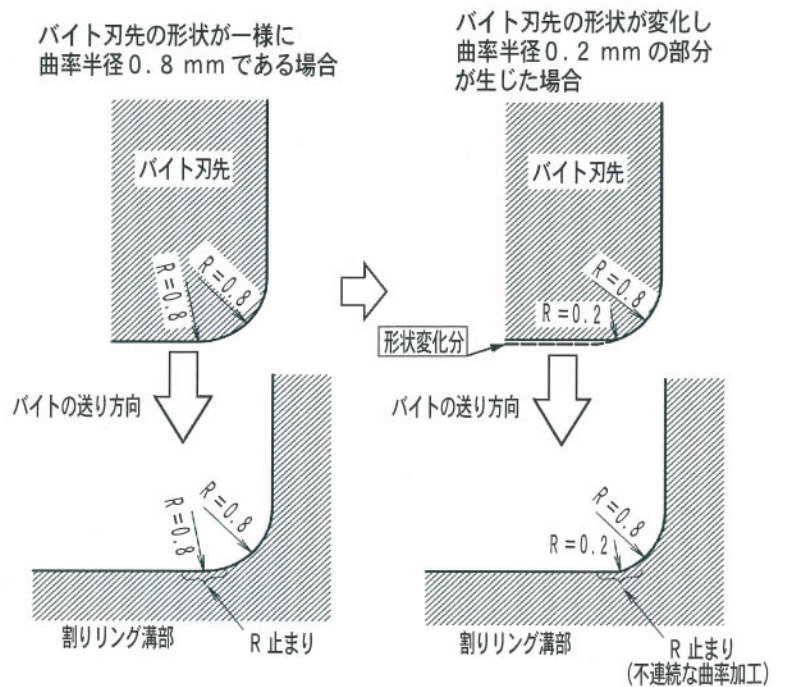 バイト刃先の形状が一様に
曲率半径0.8 mmである場合
バイト刃先
R=0.8
R=0.8
バイトの送り方向
R=0.8
R=0.8
割りリング溝部
R 止まり
バイト刃先の形状が変化し
曲率半径0.2 mmの部分
が生じた場合
バイト刃先
R=0.8
R=0.2
形状変化分
バイトの送り方向
R=0.8
R=0.2
割りリング溝部
R 止まり
(不連続な曲率加工)